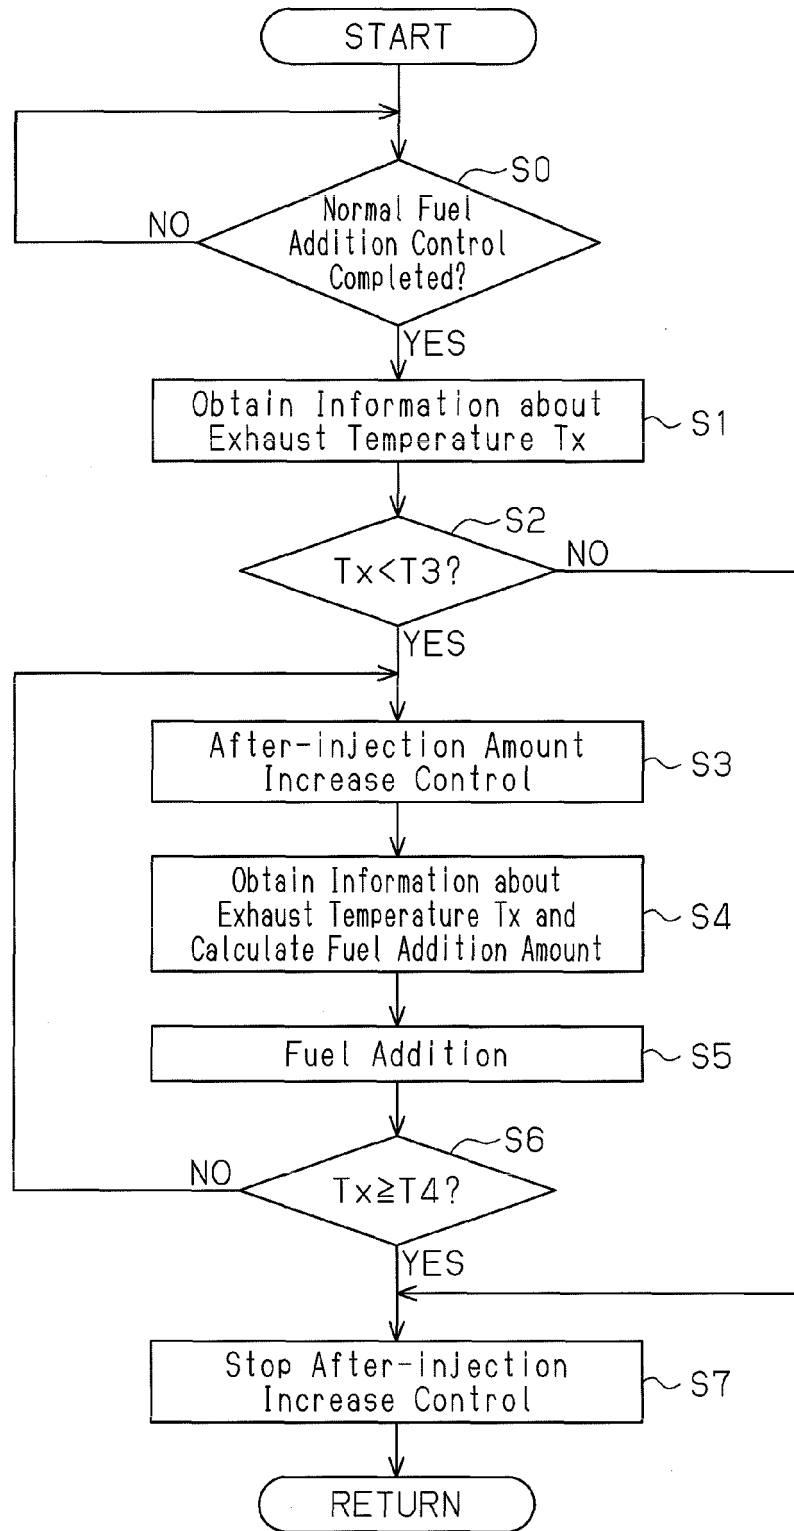 START
S0
Normal Fuel
Addition Control
Completed?
NO
YES
Obtain Information about
Exhaust Temperature Tx
S1
S2
Tx<T3?
NO
YES
After-injection Amount
Increase Control
S3
Obtain Information about
Exhaust Temperature Tx and
Calculate Fuel Addition Amount
S4
Fuel Addition
S5
S6
NO
Tx≧T4?
YES
Stop After-injection
Increase Control
S7
RETURN